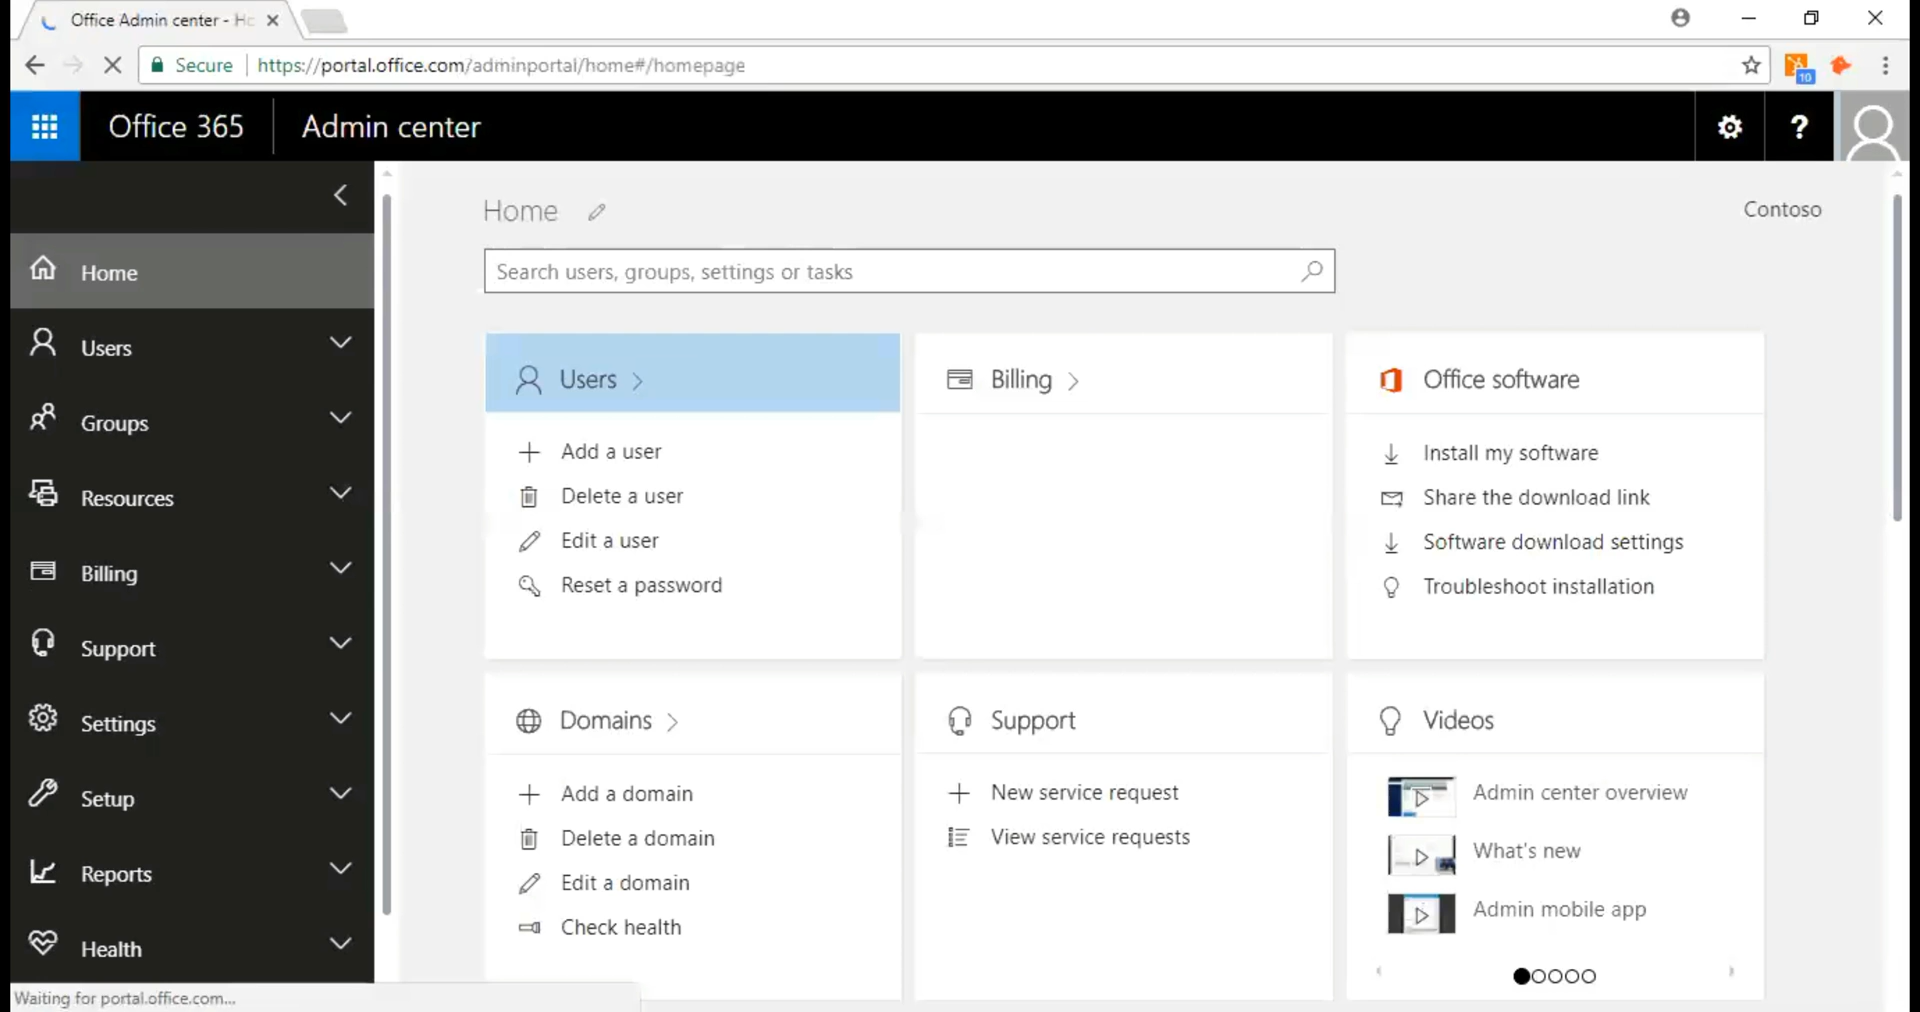 Office Admin center - Ho
Secure https://portal.office.com/adminportal/home#/homepage
10
Office 365 Admin center ?
Home
Users
Groups
Resources
Billing
Support
Settings
Setup
Reports
Health
Home
Contoso
Search users, groups, settings or tasks
Users
Add a user
Delete a user
Edit a user
Reset a password
Billing
Office software
Install my software
Share the download link
Software download settings
Troubleshoot installation
Domains
Add a domain
Delete a domain
Edit a domain
Check health
Support
New service request
View service requests
Videos
Admin center overview
What's new
Admin mobile app
Waiting for portal.office.com...